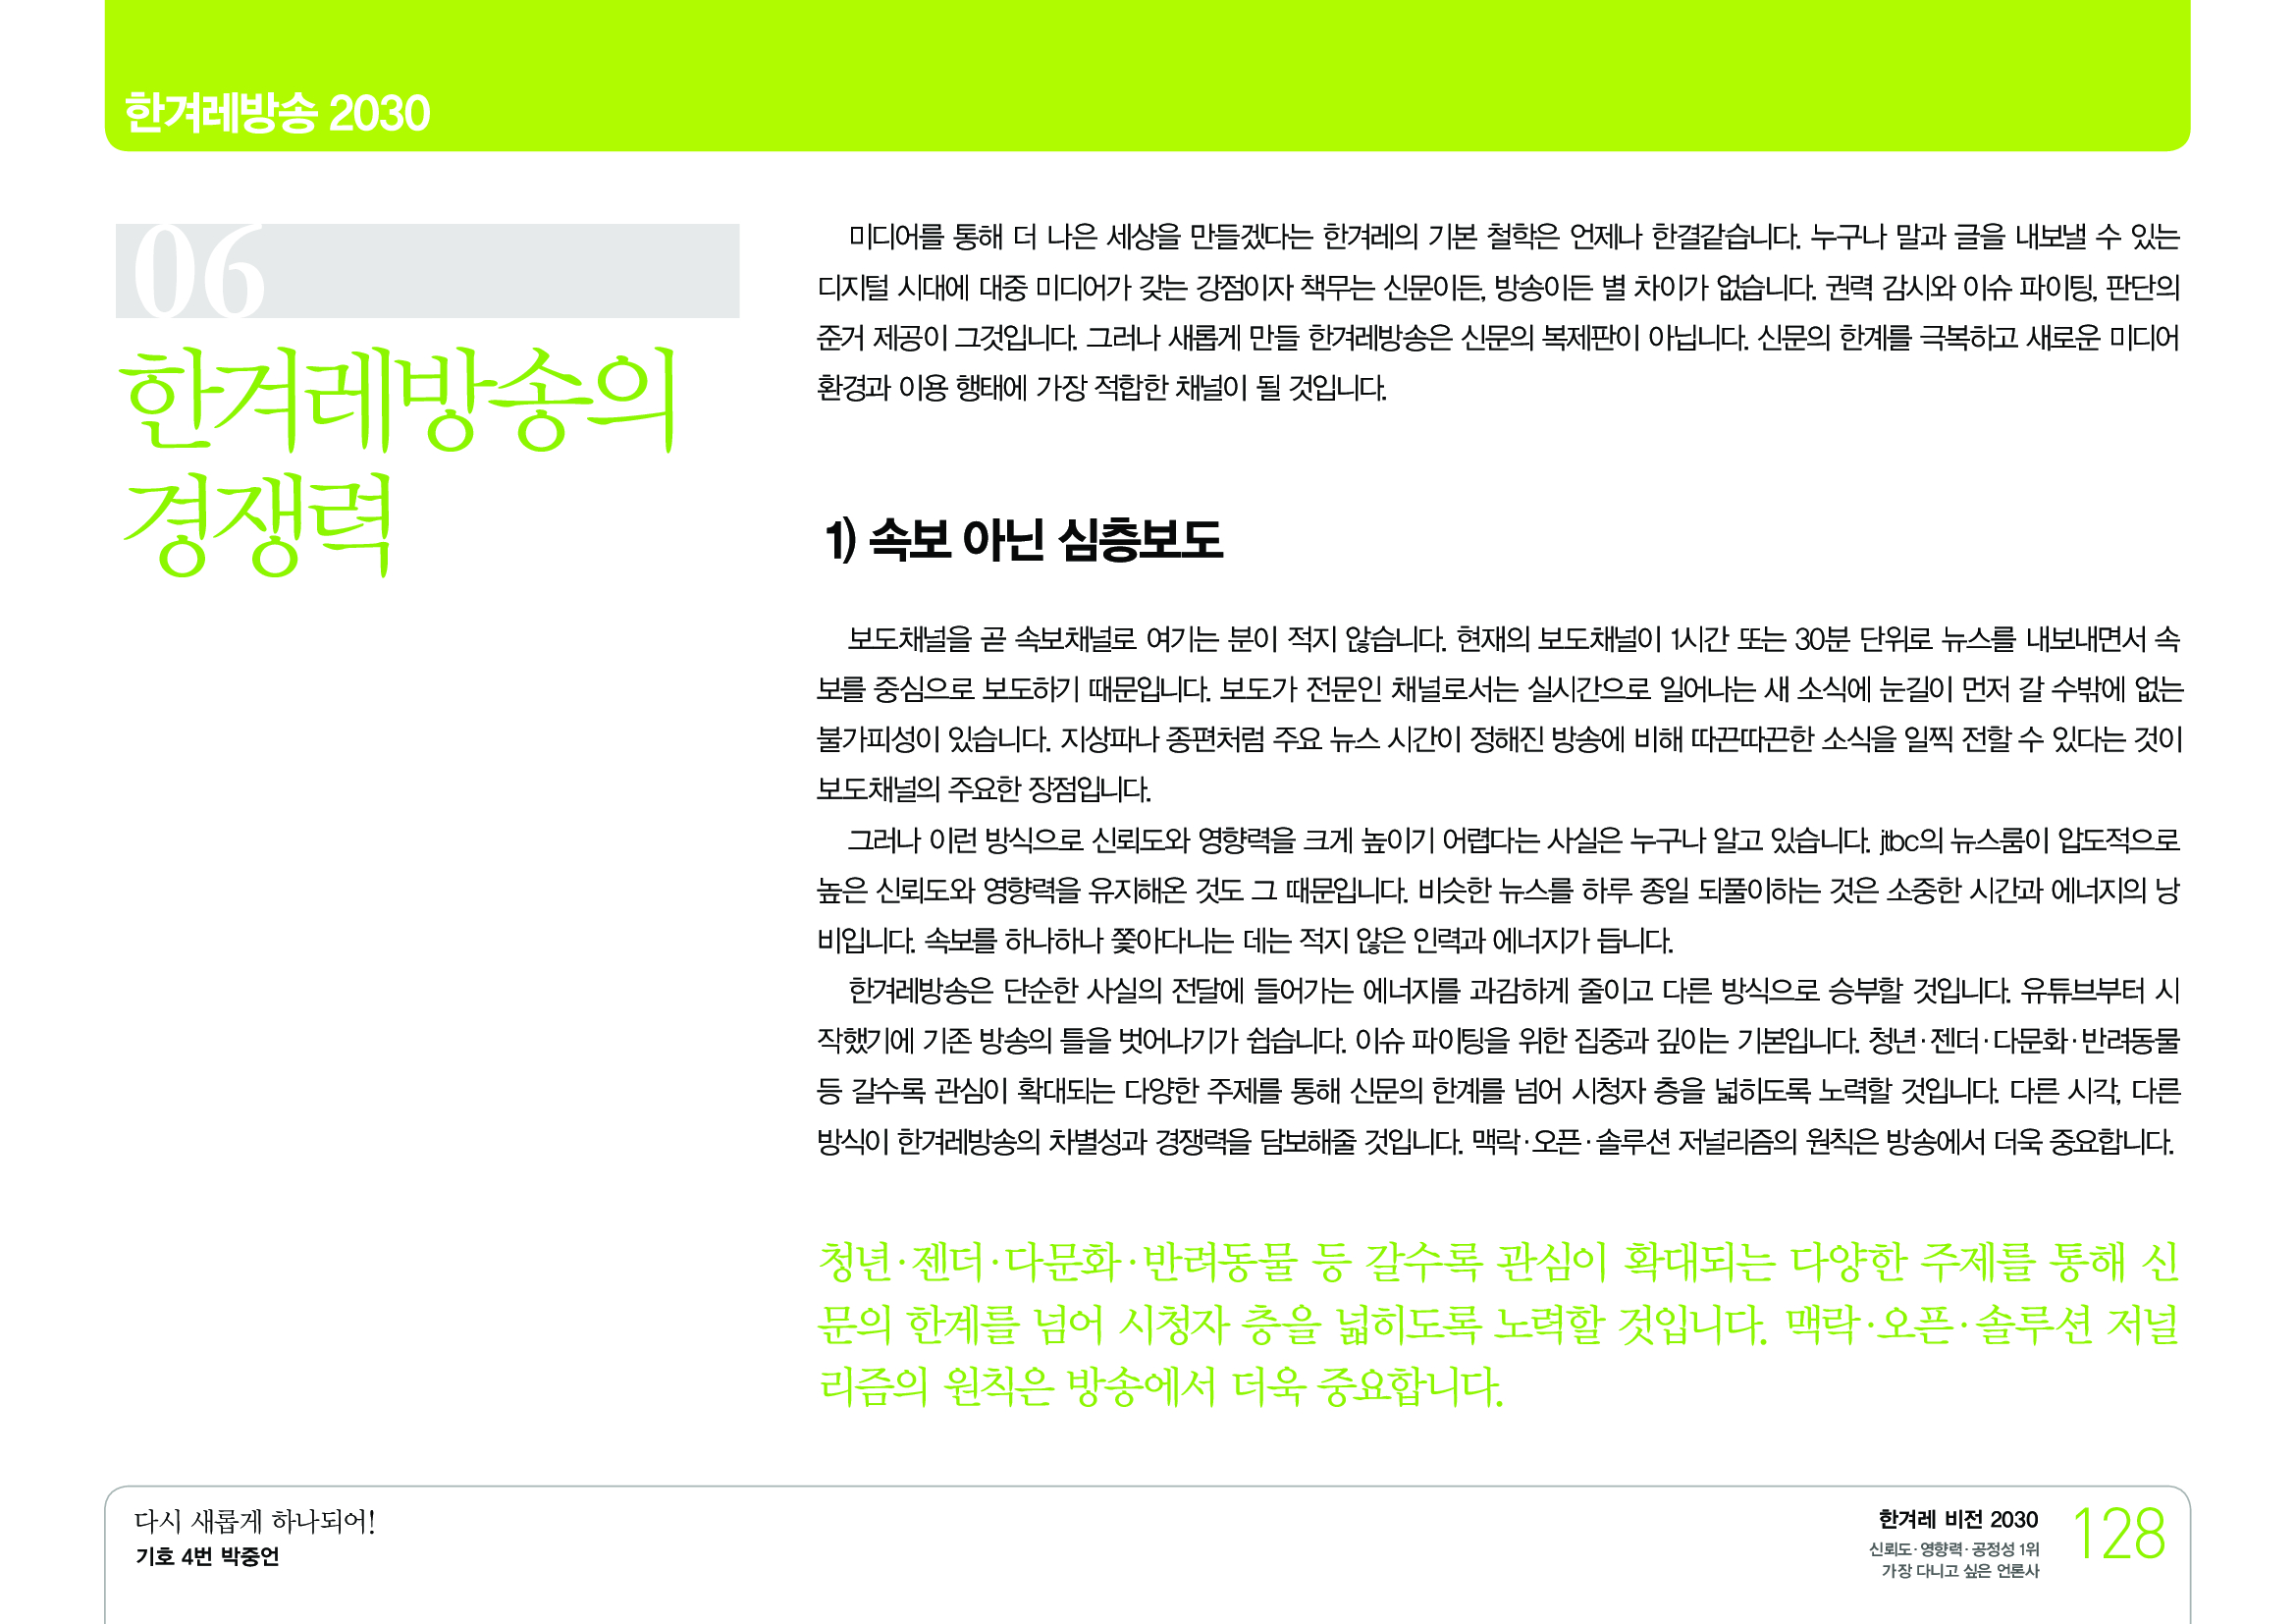 한겨레방송 2030
06
한겨레방송의
경쟁력
미디어를 통해 더 나은 세상을 만들겠다는 한겨레의 기본 철학은 언제나 한결같습니다. 누구나 말과 글을 내보낼 수 있는
디지털 시대에 대중 미디어가 갖는 강점이자 책무는 신문이든, 방송이든 별 차이가 없습니다. 권력 감시와 이슈 파이팅, 판단의
준거 제공이 그것입니다. 그러나 새롭게 만들 한겨레방송은 신문의 복제판이 아닙니다. 신문의 한계를 극복하고 새로운 미디어
환경과 이용 행태에 가장 적합한 채널이 될 것입니다.
1) 속보 아닌 심층보도
보도채널을 곧 속보채널로 여기는 분이 적지 않습니다. 현재의 보도채널이 1시간 또는 30분 단위로 뉴스를 내보내면서 속
보를 중심으로 보도하기 때문입니다. 보도가 전문인 채널로서는 실시간으로 일어나는 새 소식에 눈길이 먼저 갈 수밖에 없는
불가피성이 있습니다. 지상파나 종편처럼 주요 뉴스 시간이 정해진 방송에 비해 따끈따끈한 소식을 일찍 전할 수 있다는 것이
보도채널의 주요한 장점입니다.
그러나 이런 방식으로 신뢰도와 영향력을 크게 높이기 어렵다는 사실은 누구나 알고 있습니다. jtbc의 뉴스룸이 압도적으로
높은 신뢰도와 영향력을 유지해온 것도 그 때문입니다. 비슷한 뉴스를 하루 종일 되풀이하는 것은 소중한 시간과 에너지의 낭
비입니다. 속보를 하나하나 쫓아다니는 데는 적지 않은 인력과 에너지가 듭니다.
한겨레방송은 단순한 사실의 전달에 들어가는 에너지를 과감하게 줄이고 다른 방식으로 승부할 것입니다. 유튜브부터 시
작했기에 기존 방송의 틀을 벗어나기가 쉽습니다. 이슈 파이팅을 위한 집중과 깊이는 기본입니다. 청년·젠더·다문화·반려동물
등 갈수록 관심이 확대되는 다양한 주제를 통해 신문의 한계를 넘어 시청자 층을 넓히도록 노력할 것입니다. 다른 시각, 다른
방식이 한겨레방송의 차별성과 경쟁력을 담보해줄 것입니다. 맥락·오픈·솔루션 저널리즘의 원칙은 방송에서 더욱 중요합니다.
청년·젠더·다문화·반려동물 등 갈수록 관심이 확대되는 다양한 주제를 통해 신
문의 한계를 넘어 시청자 층을 넓히도록 노력할 것입니다. 맥락·오픈·솔루션 저널
리즘의 원칙은 방송에서 더욱 중요합니다.
다시 새롭게 하나되어!
기호 4번 박중언
한겨레 비전 2030
신뢰도·영향력·공정성 1위
가장 다니고 싶은 언론사
128